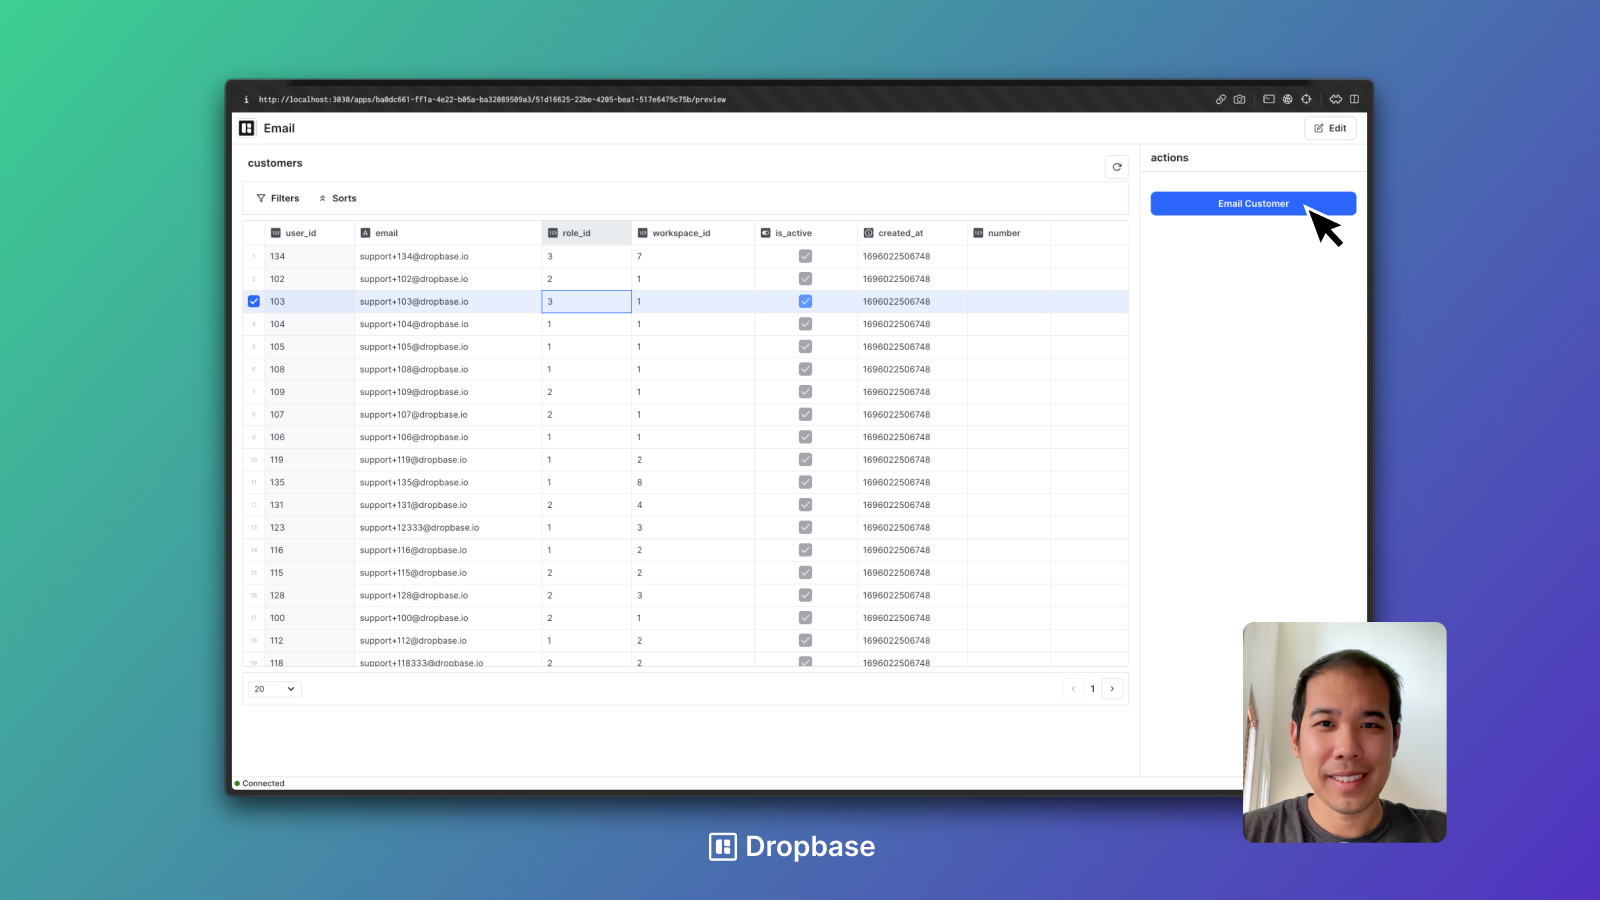 http://localhost:3030/apps/ba0dc661-ff1a-4e22-b05a-ba32089509a3/51d16625-22be-4205-bea1-517e6475c75b/preview
Email
Edit
customers
actions
Filters Sorts
Email Customer
user_id email role_id workspace_id is_active created_at number
1 134 support+134@dropbase.io 3 7 1696022506748
2 102 support+102@dropbase.io 2 1 1696022506748
103 support+103@dropbase.io 3 1 1696022506748
4 104 support+104@dropbase.io 1 1 1696022506748
5 105 support+105@dropbase.io 1 1 1696022506748
6 108 support+108@dropbase.io 1 1 1696022506748
7 109 support+109@dropbase.io 2 1 1696022506748
8 107 support+107@dropbase.io 2 1 1696022506748
9 106 support+106@dropbase.io 1 1 1696022506748
10 119 support+119@dropbase.io 1 2 1696022506748
11 135 support+135@dropbase.io 1 8 1696022506748
12 131 support+131@dropbase.io 2 4 1696022506748
13 123 support+12333@dropbase.io 1 3 1696022506748
14 116 support+116@dropbase.io 1 2 1696022506748
15 115 support+115@dropbase.io 2 2 1696022506748
16 128 support+128@dropbase.io 2 3 1696022506748
17 100 support+100@dropbase.io 2 1 1696022506748
18 112 support+112@dropbase.io 1 2 1696022506748
19 118 support+118333@dropbase.io 2 2 1696022506748
20 1
Connected
Dropbase